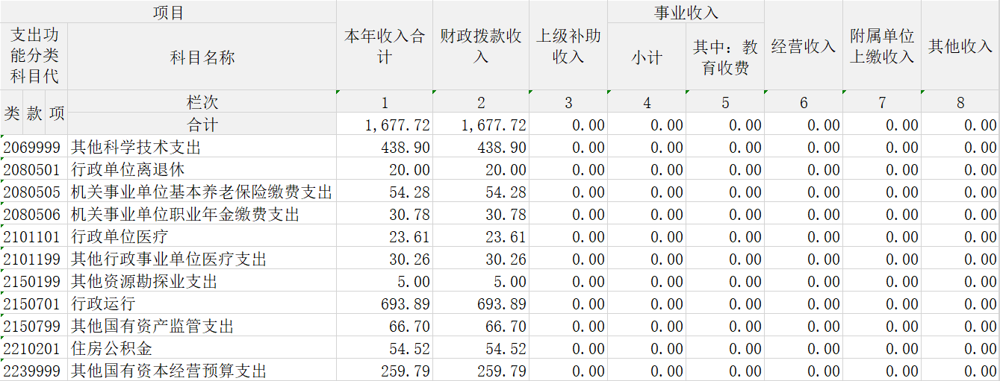 项目
支出功能分类科目代
科目名称
本年收入合计
财政拨款收入
上级补助收入
事业收入
小计
其中：教育收费
经营收入
附属单位上缴收入
其他收入
类 款 项 栏次 1 2 3 4 5 6 7 8
合计 1,677.72 1,677.72 0.00 0.00 0.00 0.00 0.00 0.00
2069999 其他科学技术支出 438.90 438.90 0.00 0.00 0.00 0.00 0.00 0.00
2080501 行政单位离退休 20.00 20.00 0.00 0.00 0.00 0.00 0.00 0.00
2080505 机关事业单位基本养老保险缴费支出 54.28 54.28 0.00 0.00 0.00 0.00 0.00 0.00
2080506 机关事业单位职业年金缴费支出 30.78 30.78 0.00 0.00 0.00 0.00 0.00 0.00
2101101 行政单位医疗 23.61 23.61 0.00 0.00 0.00 0.00 0.00 0.00
2101199 其他行政事业单位医疗支出 30.26 30.26 0.00 0.00 0.00 0.00 0.00 0.00
2150199 其他资源勘探业支出 5.00 5.00 0.00 0.00 0.00 0.00 0.00 0.00
2150701 行政运行 693.89 693.89 0.00 0.00 0.00 0.00 0.00 0.00
2150799 其他国有资产监管支出 66.70 66.70 0.00 0.00 0.00 0.00 0.00 0.00
2210201 住房公积金 54.52 54.52 0.00 0.00 0.00 0.00 0.00 0.00
2239999 其他国有资本经营预算支出 259.79 259.79 0.00 0.00 0.00 0.00 0.00 0.00